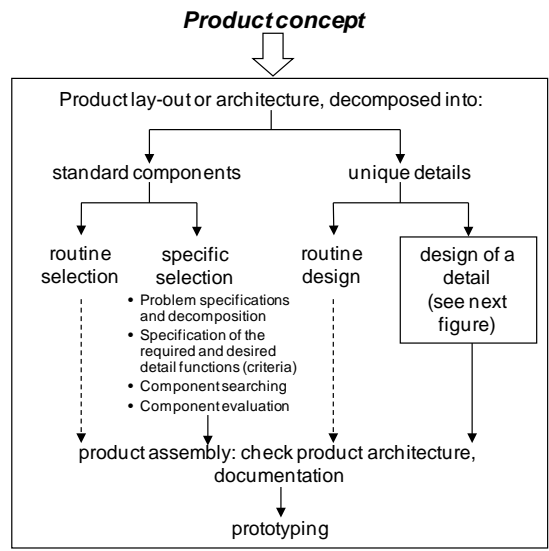 Product concept
Product lay-out or architecture, decomposed into:
standard components
unique details
routine
selection
specific
selection
• Problem specifications
and decomposition
• Specification of the
required and desired
detail functions (criteria)
• Component searching
• Component evaluation
routine
design
design of a
detail
(see next
figure)
product assembly: check product architecture,
documentation
prototyping